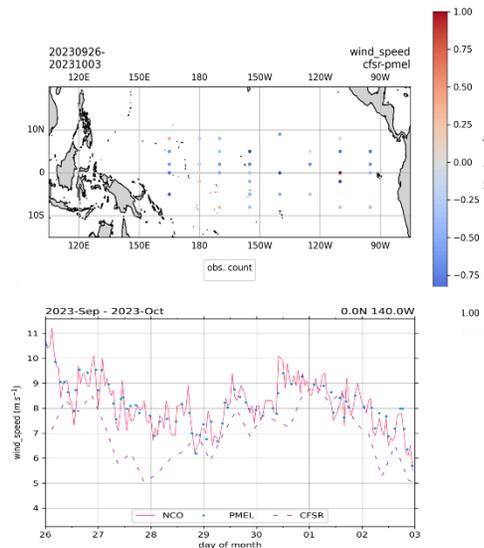 20230926-
20231003
wind_speed
cfsr-pmel
120E 150E 180 150W 120W 90W
10N
0
10S
120E 150E 180 150W 120W 90W
obs. count
1.00
0.75
0.50
0.25
0.00
−0.25
−0.50
−0.75
1.00
2023-Sep - 2023-Oct 0.0N 140.0W
wind_speed (m s⁻¹)
11
10
9
8
7
6
5
4
NCO PMEL CFSR
26 27 28 29 30 01 02 03
day of month